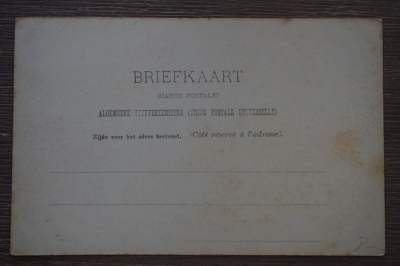 BRIEFKAART
(CARTE POSTALE)
ALGEMEENE POSTVEREENIGING (UNION POSTALE UNIVERSELLE)
Zijde voor het adres bestemd. (Côté réservé à l'adresse).